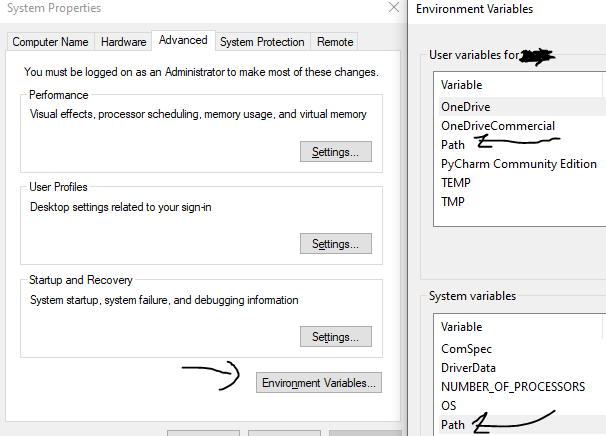 System Properties
Computer Name
Hardware
Advanced
System Protection
Remote
You must be logged on as an Administrator to make most of these changes.
Performance
Visual effects, processor scheduling, memory usage, and virtual memory
Settings...
User Profiles
Desktop settings related to your sign-in
Settings...
Startup and Recovery
System startup, system failure, and debugging information
Settings...
Environment Variables...
Environment Variables
User variables for
Variable
OneDrive
OneDriveCommercial
Path
PyCharm Community Edition
TEMP
TMP
System variables
Variable
ComSpec
DriverData
NUMBER_OF_PROCESSORS
OS
Path